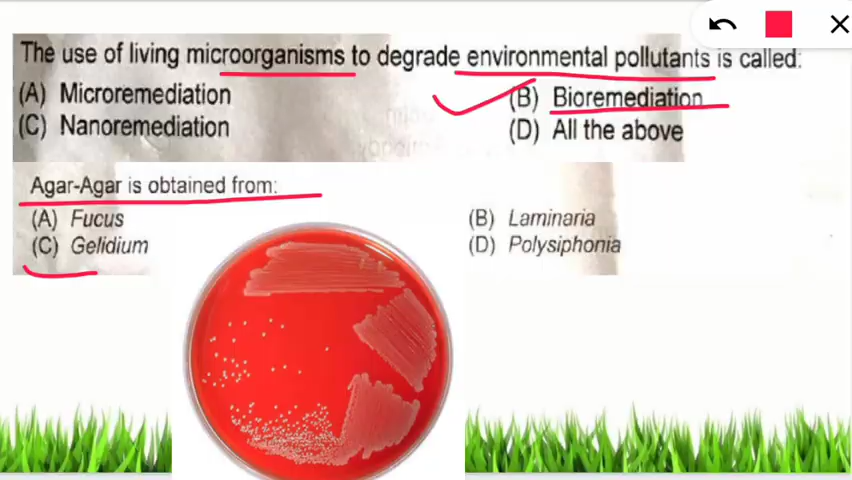 The use of living microorganisms to degrade environmental pollutants is called:
(A) Microremediation (B) Bioremediation
(C) Nanoremediation (D) All the above
Agar-Agar is obtained from:
(A) Fucus (B) Laminaria
(C) Gelidium (D) Polysiphonia